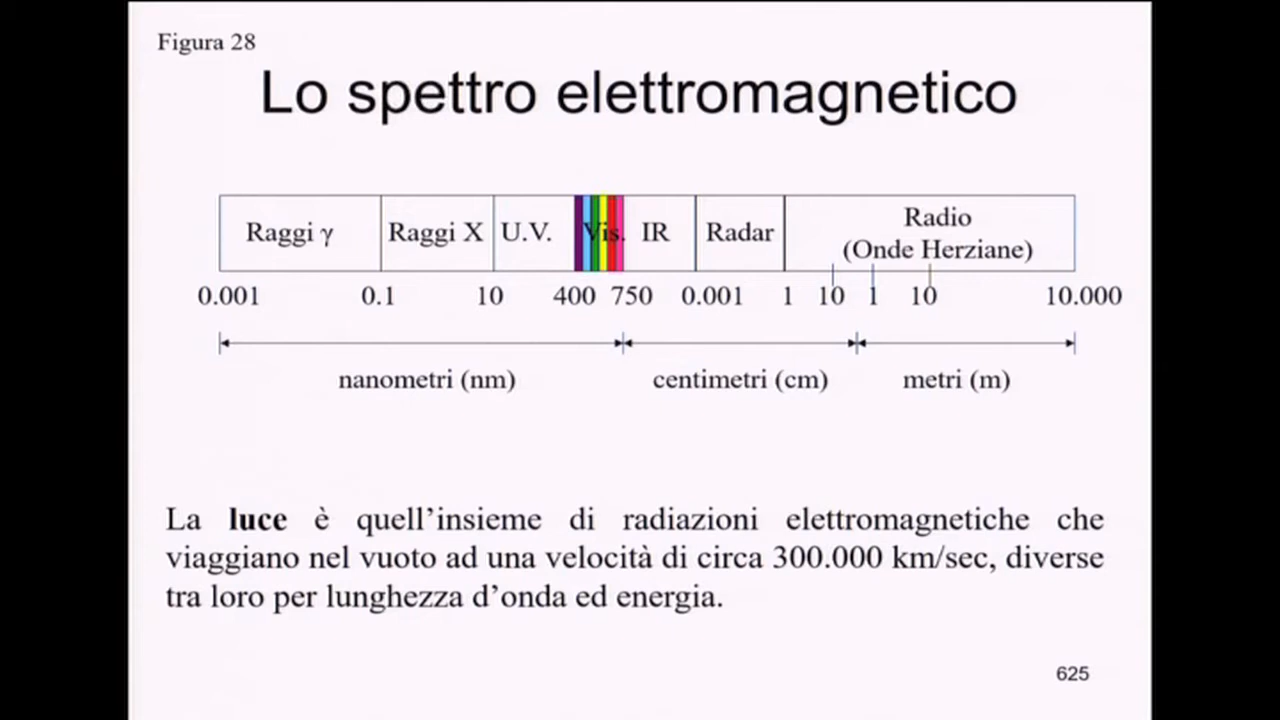 Figura 28
Lo spettro elettromagnetico
Raggi γ Raggi X U.V. Vis. IR Radar Radio
(Onde Herziane)
0.001 0.1 10 400 750 0.001 1 10 1 10 10.000
nanometri (nm) centimetri (cm) metri (m)
La luce è quell'insieme di radiazioni elettromagnetiche che
viaggiano nel vuoto ad una velocità di circa 300.000 km/sec, diverse
tra loro per lunghezza d'onda ed energia.
625